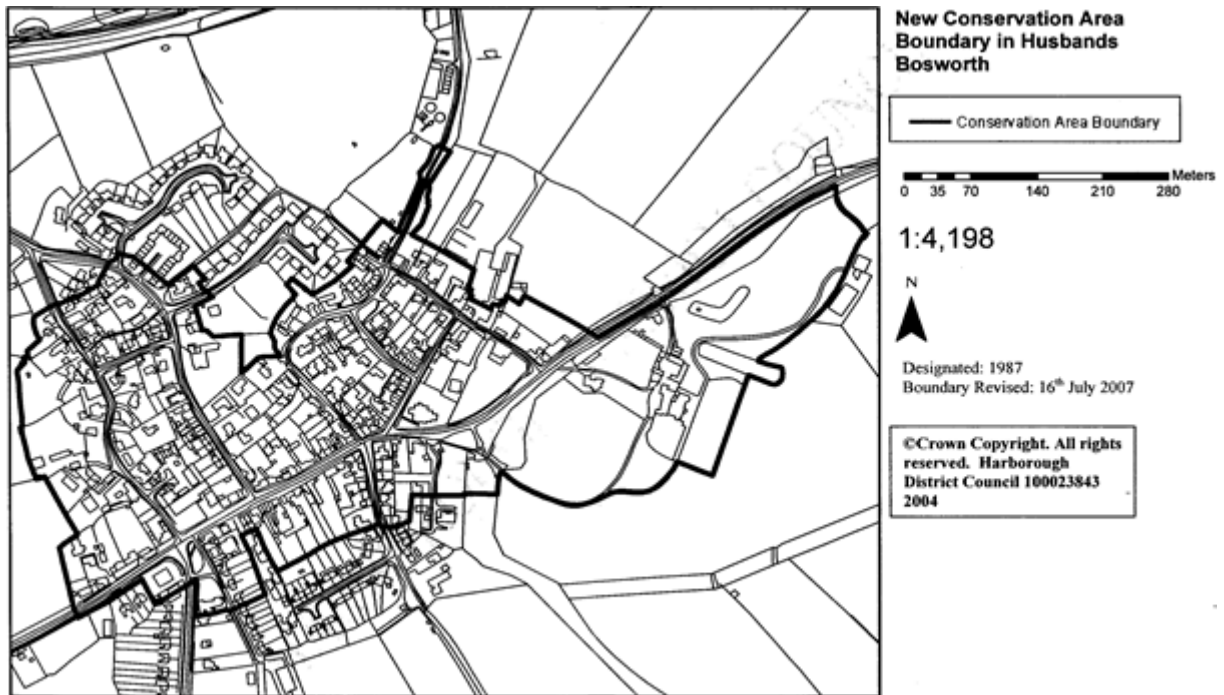 New Conservation Area
Boundary in Husbands
Bosworth
Conservation Area Boundary
Meters
0 35 70 140 210 280
1:4,198
N
Designated: 1987
Boundary Revised: 16th July 2007
©Crown Copyright. All rights
reserved. Harborough
District Council 100023843
2004